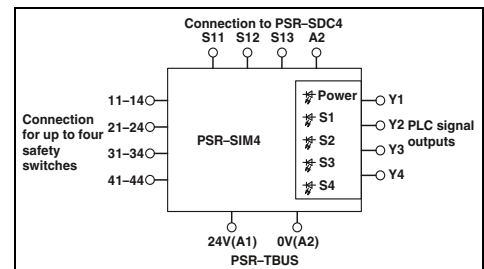 Connection to PSR–SDC4
S11 S12 S13 A2
Connection
for up to four
safety
switches
11–14
21–24
31–34
41–44
PSR–SIM4
Power
S1
S2
S3
S4
Y1
Y2
Y3
Y4
PLC signal
outputs
24V(A1) 0V(A2)
PSR–TBUS